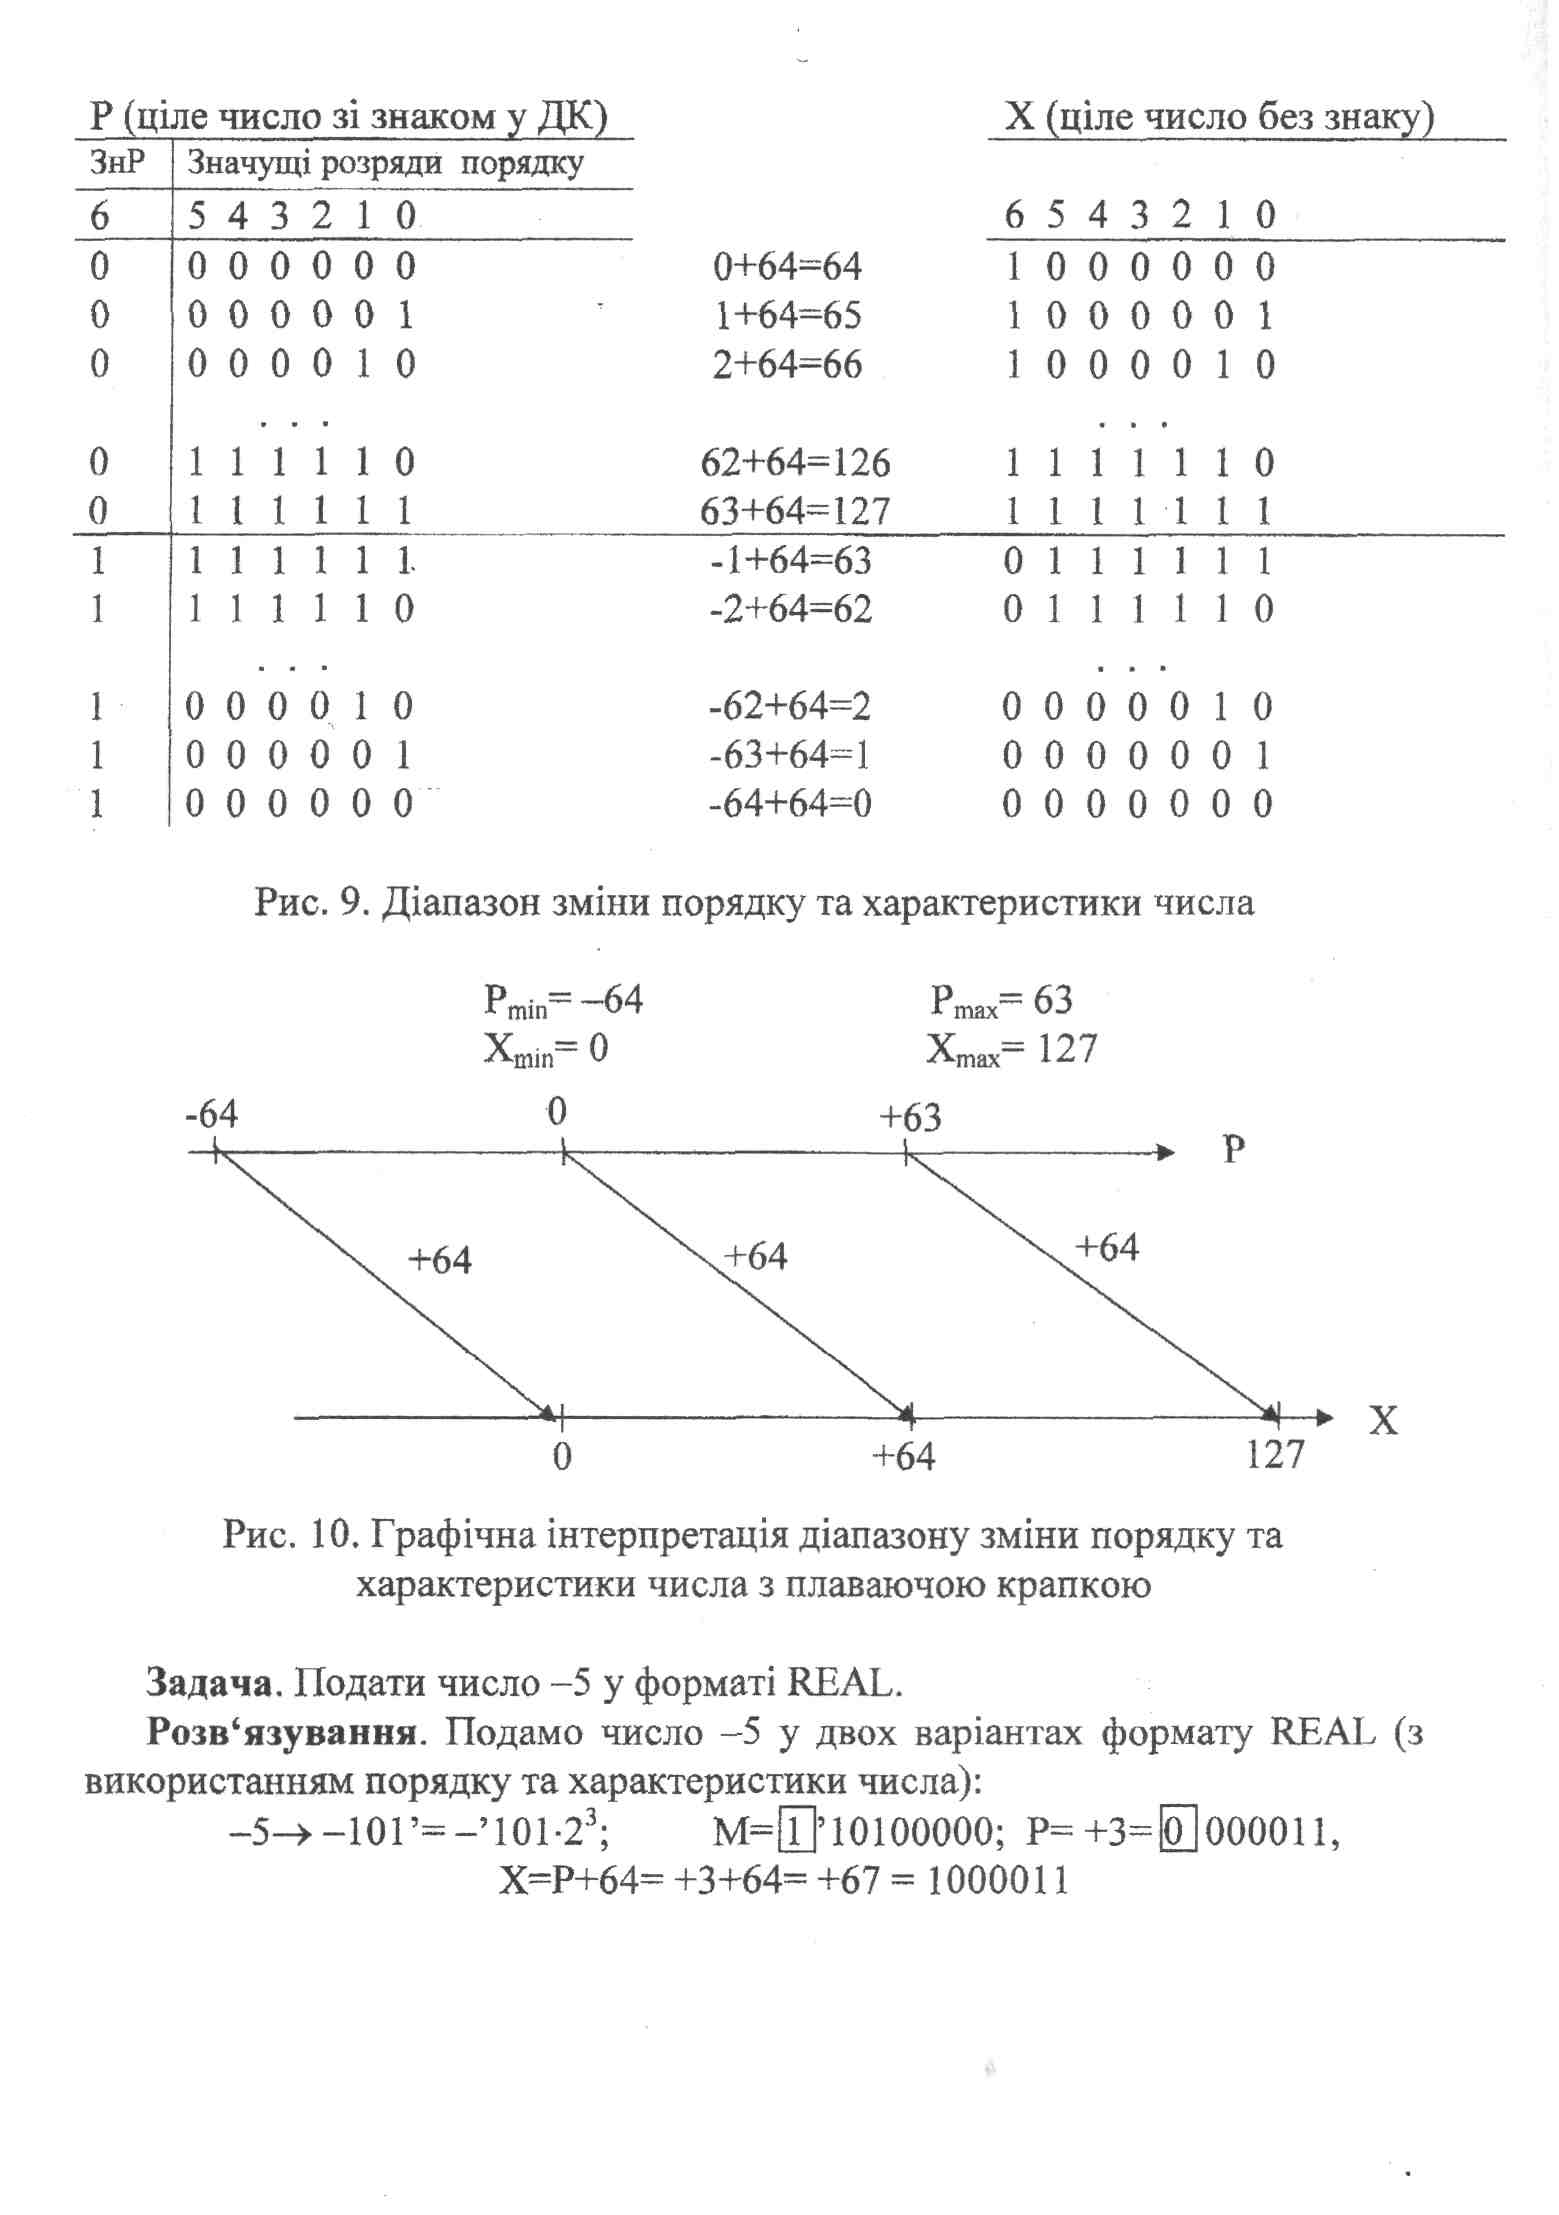 P (ціле число зі знаком у ДК) X (ціле число без знаку)
ЗнР Значущі розряди порядку
6 5 4 3 2 1 0 6 5 4 3 2 1 0
0 0 0 0 0 0 0 0+64=64 1 0 0 0 0 0 0
0 0 0 0 0 0 1 1+64=65 1 0 0 0 0 0 1
0 0 0 0 0 1 0 2+64=66 1 0 0 0 0 1 0
. . . . . .
0 1 1 1 1 1 0 62+64=126 1 1 1 1 1 1 0
0 1 1 1 1 1 1 63+64=127 1 1 1 1 1 1 1
1 1 1 1 1 1 1 -1+64=63 0 1 1 1 1 1 1
1 1 1 1 1 1 0 -2+64=62 0 1 1 1 1 1 0
. . . . . .
1 0 0 0 0 1 0 -62+64=2 0 0 0 0 0 1 0
1 0 0 0 0 0 1 -63+64=1 0 0 0 0 0 0 1
1 0 0 0 0 0 0 -64+64=0 0 0 0 0 0 0 0
Рис. 9. Діапазон зміни порядку та характеристики числа
Pmin= –64 Pmax= 63
Xmin= 0 Xmax= 127
-64 0 +63
P
+64 +64 +64
X
0 +64 127
Рис. 10. Графічна інтерпретація діапазону зміни порядку та
характеристики числа з плаваючою крапкою
Задача. Подати число –5 у форматі REAL.
Розв‘язування. Подамо число –5 у двох варіантах формату REAL (з
використанням порядку та характеристики числа):
–5→ –101’= –’101·2³; M=1’10100000; P= +3=0 000011,
X=P+64= +3+64= +67 = 1000011